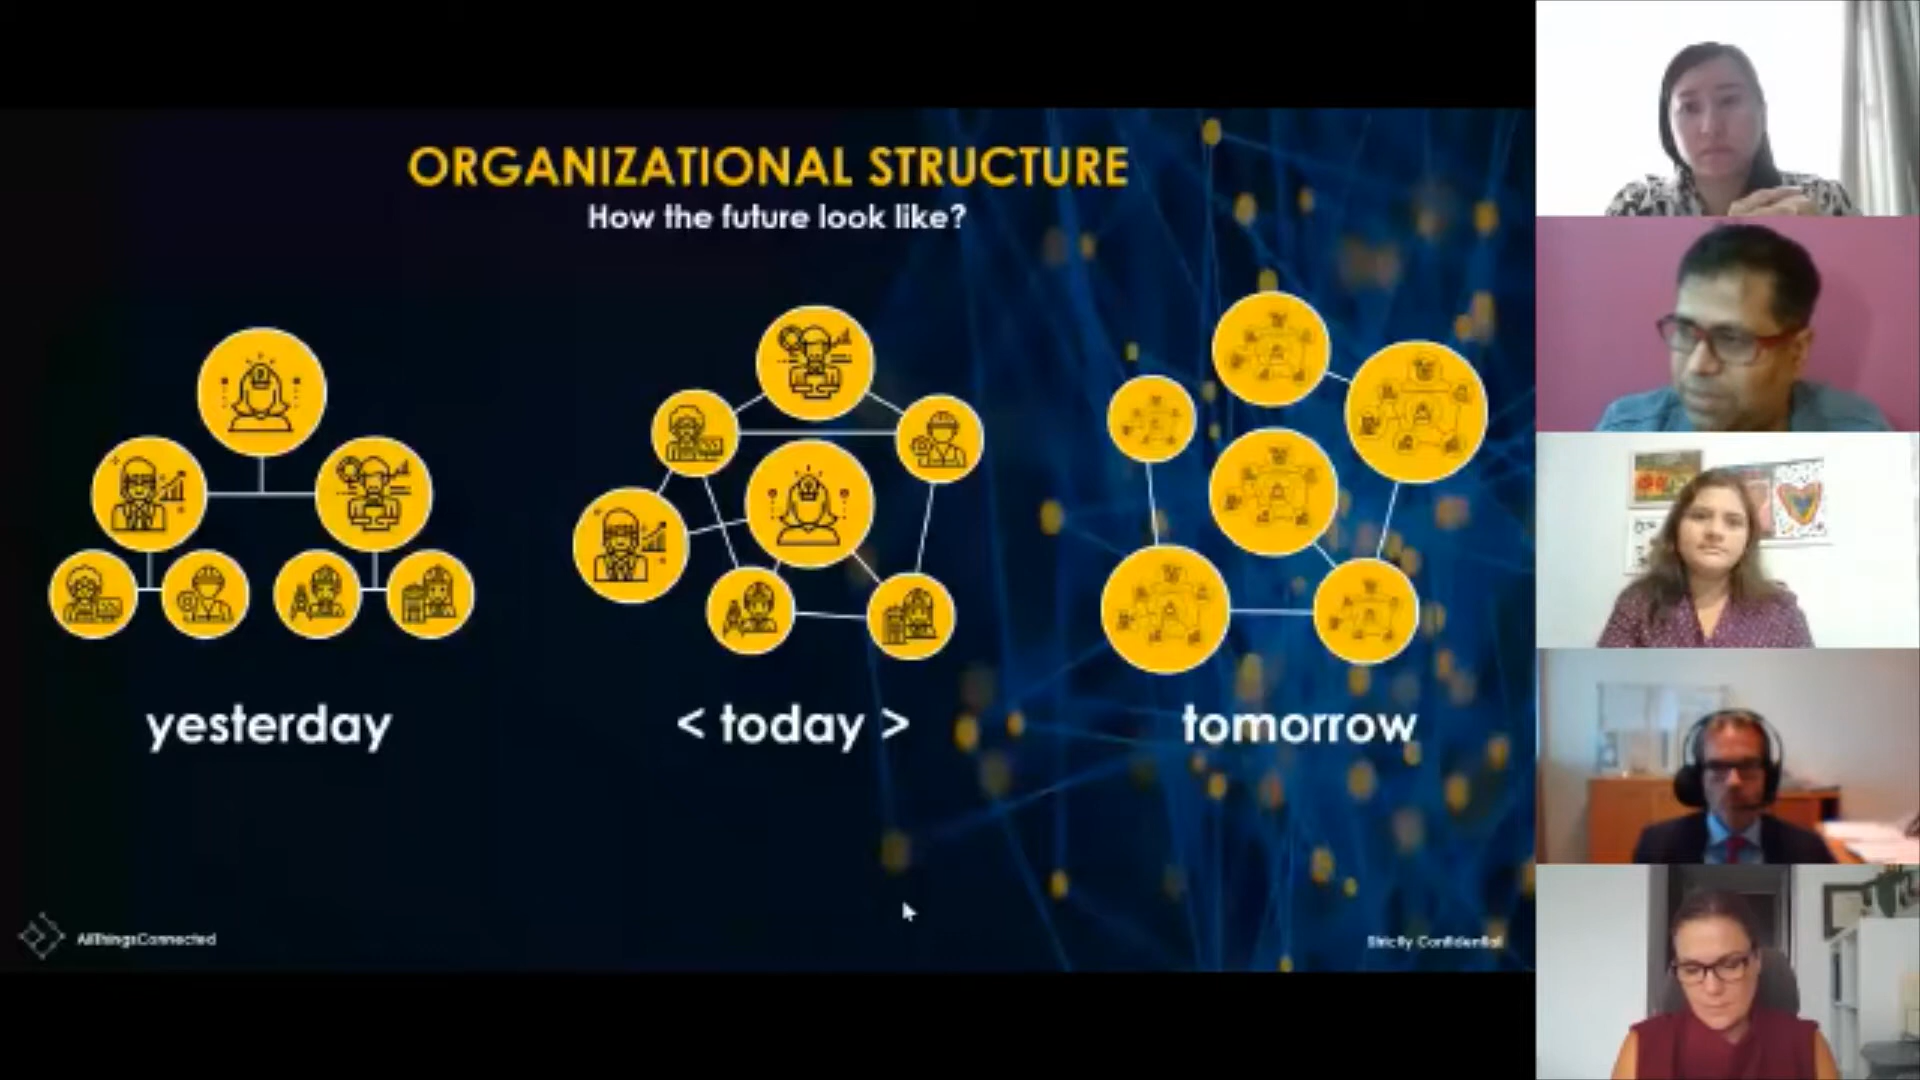 ORGANIZATIONAL STRUCTURE
How the future look like?
yesterday
< today >
tomorrow
AllThingsConnected
Strictly Confidential